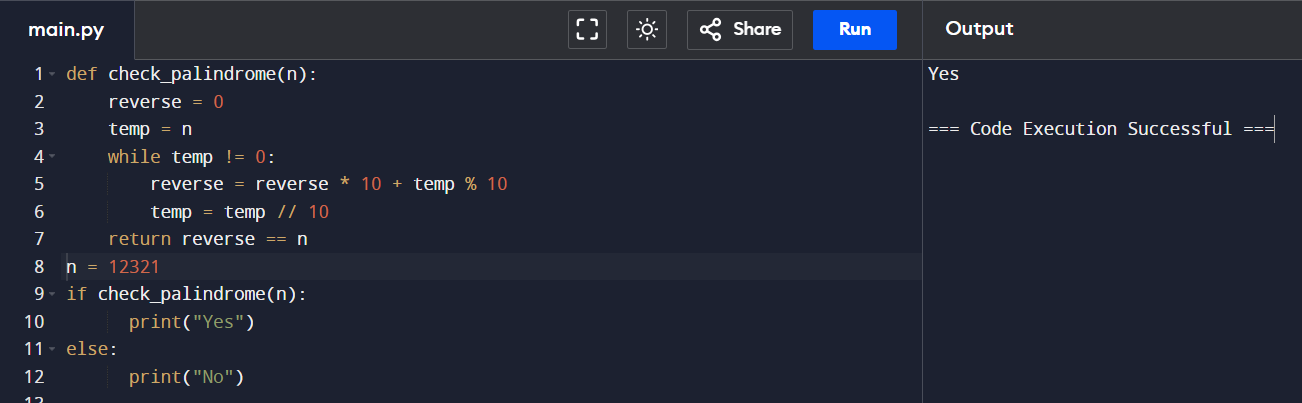 main.py
Share
Run
Output
1 def check_palindrome(n):
2     reverse = 0
3     temp = n
4     while temp != 0:
5         reverse = reverse * 10 + temp % 10
6         temp = temp // 10
7     return reverse == n
8 n = 12321
9 if check_palindrome(n):
10       print("Yes")
11 else:
12       print("No")
Yes
=== Code Execution Successful ===